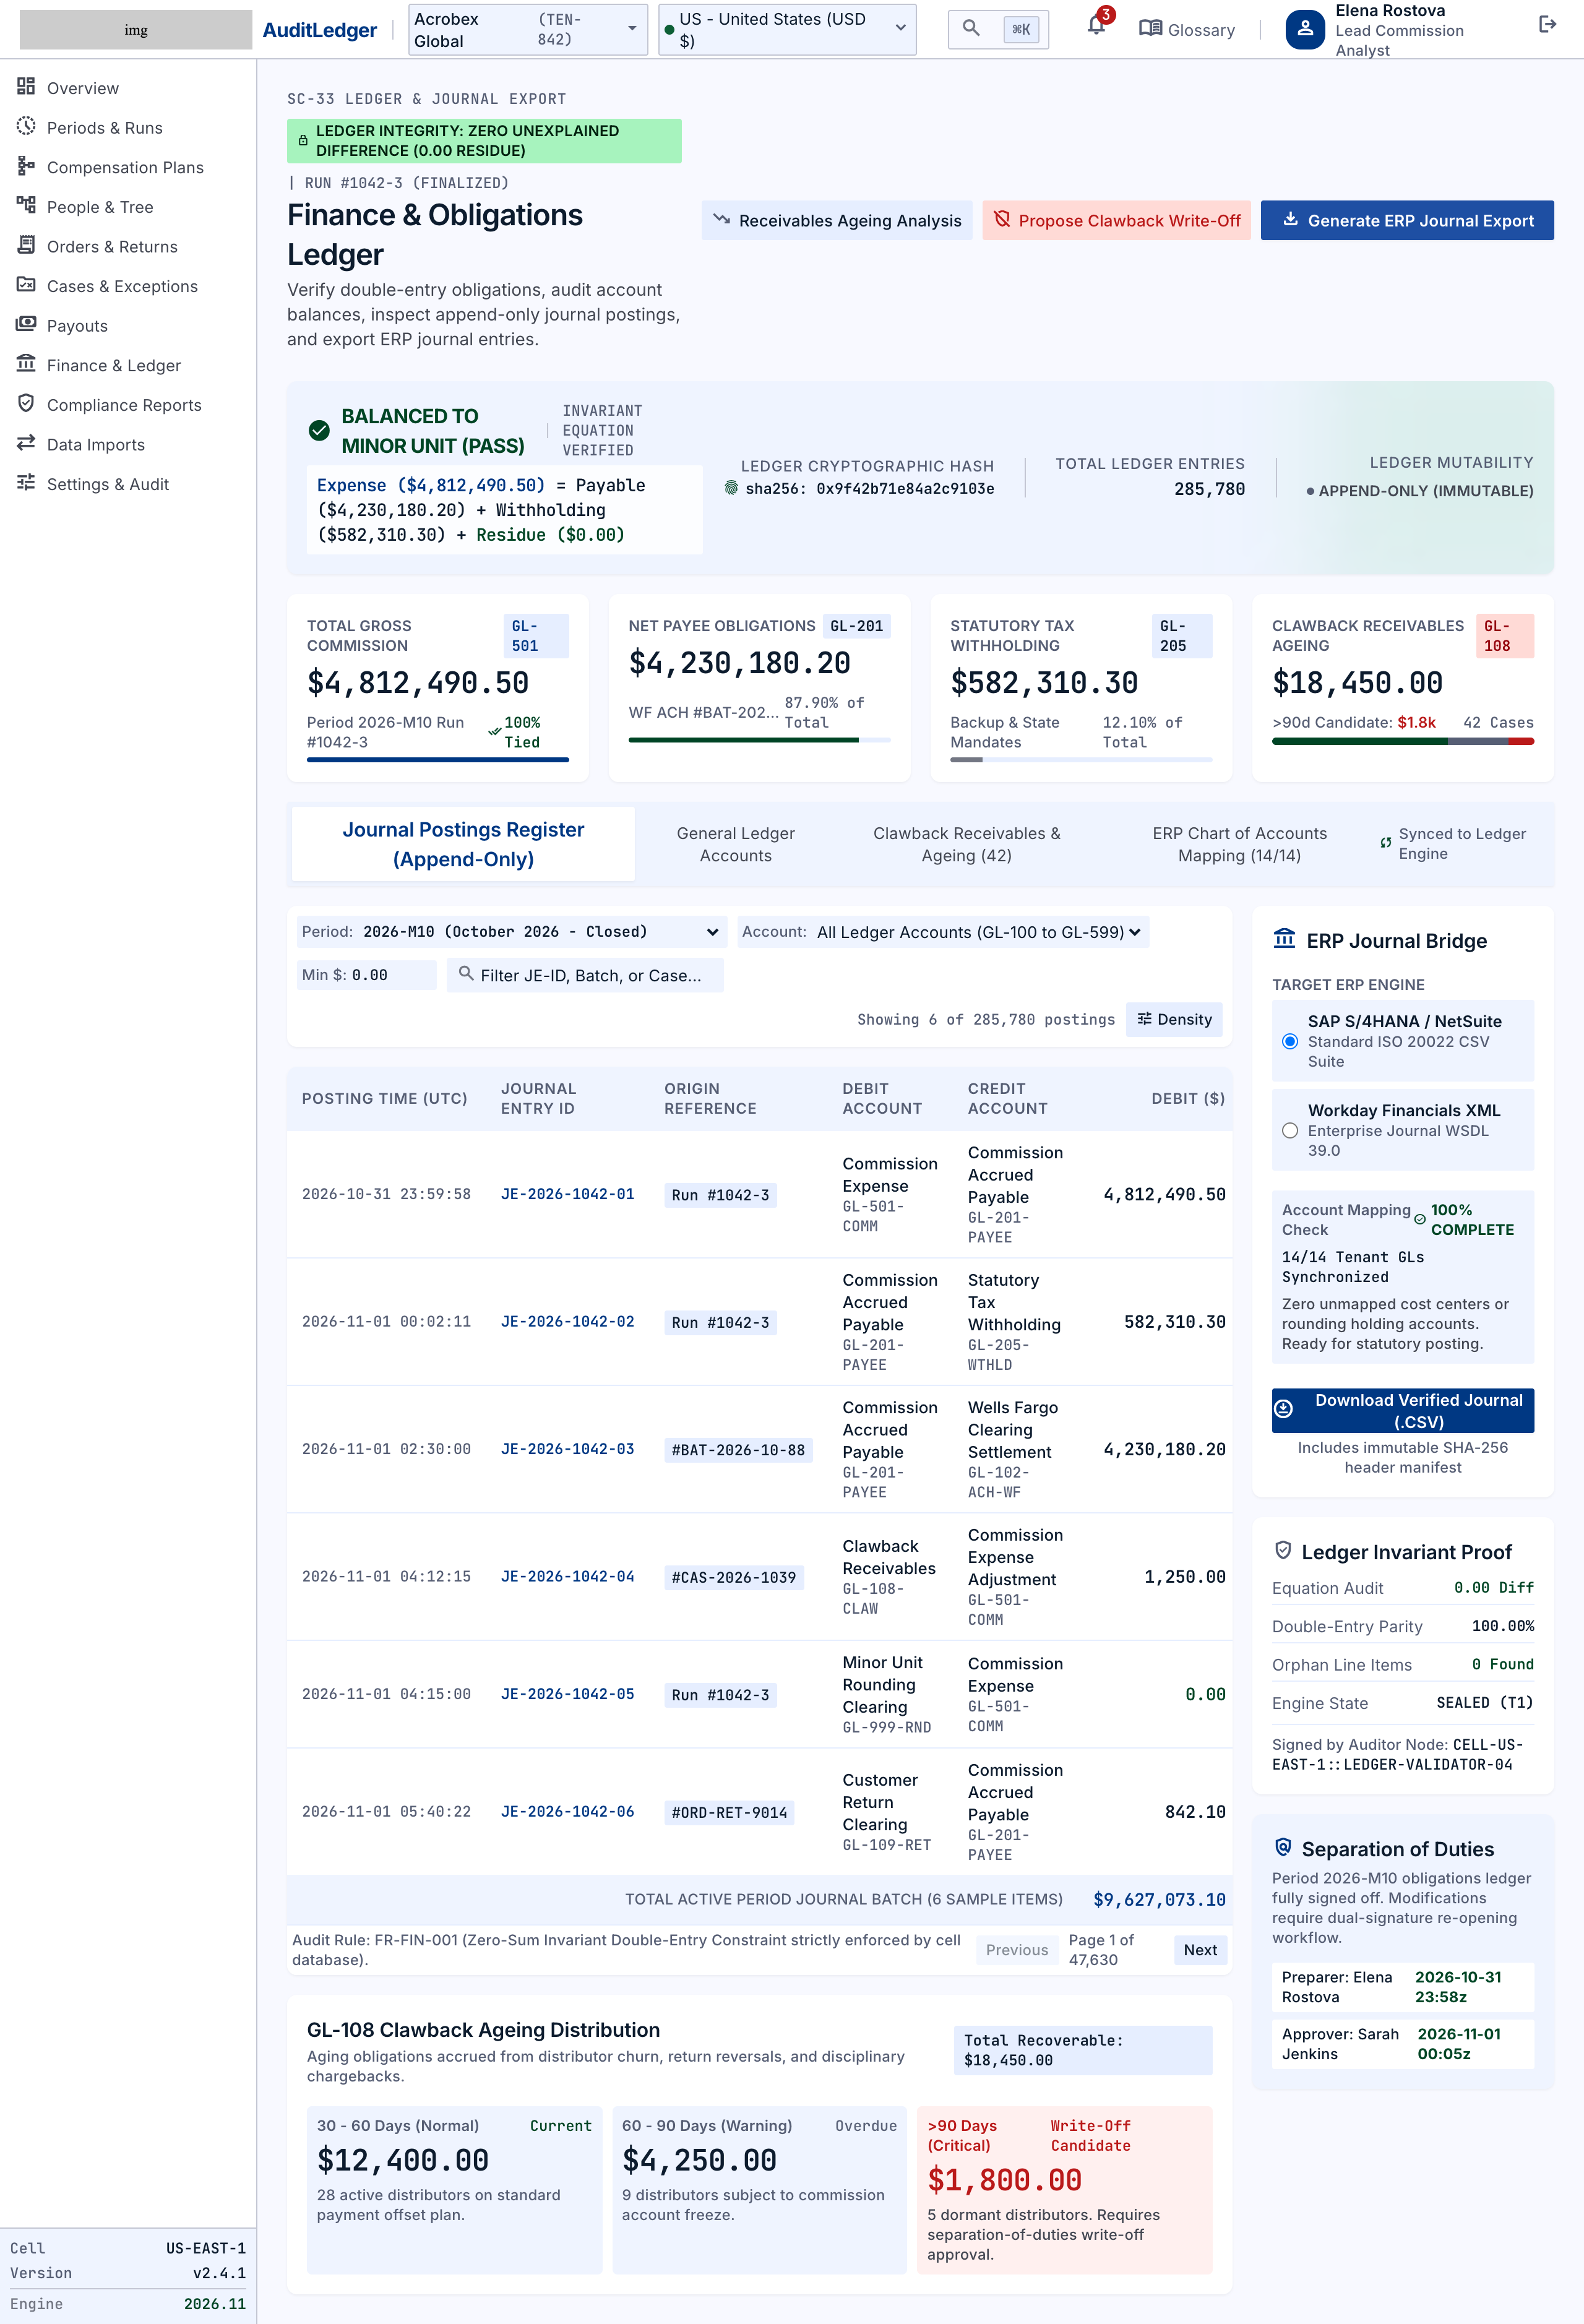 img
AuditLedger
Acrobex Global
(TEN-842)
US - United States (USD $)
⌘K
3
Glossary
Elena Rostova
Lead Commission Analyst
Overview
Periods & Runs
Compensation Plans
People & Tree
Orders & Returns
Cases & Exceptions
Payouts
Finance & Ledger
Compliance Reports
Data Imports
Settings & Audit
Cell US-EAST-1
Version v2.4.1
Engine 2026.11
SC-33 LEDGER & JOURNAL EXPORT
LEDGER INTEGRITY: ZERO UNEXPLAINED
DIFFERENCE (0.00 RESIDUE)
| RUN #1042-3 (FINALIZED)
Finance & Obligations
Ledger
Verify double-entry obligations, audit account
balances, inspect append-only journal postings,
and export ERP journal entries.
Receivables Ageing Analysis
Propose Clawback Write-Off
Generate ERP Journal Export
BALANCED TO
MINOR UNIT (PASS)
INVARIANT
EQUATION
VERIFIED
Expense ($4,812,490.50) = Payable
($4,230,180.20) + Withholding
($582,310.30) + Residue ($0.00)
LEDGER CRYPTOGRAPHIC HASH
sha256: 0x9f42b71e84a2c9103e
TOTAL LEDGER ENTRIES
285,780
LEDGER MUTABILITY
APPEND-ONLY (IMMUTABLE)
TOTAL GROSS
COMMISSION
GL-
501
$4,812,490.50
Period 2026-M10 Run
#1042-3
100%
Tied
NET PAYEE OBLIGATIONS
GL-201
$4,230,180.20
WF ACH #BAT-202...
87.90% of
Total
STATUTORY TAX
WITHHOLDING
GL-
205
$582,310.30
Backup & State
Mandates
12.10% of
Total
CLAWBACK RECEIVABLES
AGEING
GL-
108
$18,450.00
>90d Candidate: $1.8k
42 Cases
Journal Postings Register
(Append-Only)
General Ledger
Accounts
Clawback Receivables &
Ageing (42)
ERP Chart of Accounts
Mapping (14/14)
Synced to Ledger
Engine
Period: 2026-M10 (October 2026 - Closed)
Account: All Ledger Accounts (GL-100 to GL-599)
Min $: 0.00
Filter JE-ID, Batch, or Case...
Showing 6 of 285,780 postings
Density
POSTING TIME (UTC)
JOURNAL
ENTRY ID
ORIGIN
REFERENCE
DEBIT
ACCOUNT
CREDIT
ACCOUNT
DEBIT ($)
2026-10-31 23:59:58
JE-2026-1042-01
Run #1042-3
Commission
Expense
GL-501-
COMM
Commission
Accrued
Payable
GL-201-
PAYEE
4,812,490.50
2026-11-01 00:02:11
JE-2026-1042-02
Run #1042-3
Commission
Accrued
Payable
GL-201-
PAYEE
Statutory
Tax
Withholding
GL-205-
WTHLD
582,310.30
2026-11-01 02:30:00
JE-2026-1042-03
#BAT-2026-10-88
Commission
Accrued
Payable
GL-201-
PAYEE
Wells Fargo
Clearing
Settlement
GL-102-
ACH-WF
4,230,180.20
2026-11-01 04:12:15
JE-2026-1042-04
#CAS-2026-1039
Clawback
Receivables
GL-108-
CLAW
Commission
Expense
Adjustment
GL-501-
COMM
1,250.00
2026-11-01 04:15:00
JE-2026-1042-05
Run #1042-3
Minor Unit
Rounding
Clearing
GL-999-RND
Commission
Expense
GL-501-
COMM
0.00
2026-11-01 05:40:22
JE-2026-1042-06
#ORD-RET-9014
Customer
Return
Clearing
GL-109-RET
Commission
Accrued
Payable
GL-201-
PAYEE
842.10
TOTAL ACTIVE PERIOD JOURNAL BATCH (6 SAMPLE ITEMS) $9,627,073.10
Audit Rule: FR-FIN-001 (Zero-Sum Invariant Double-Entry Constraint strictly enforced by cell
database).
Previous
Page 1 of
47,630
Next
GL-108 Clawback Ageing Distribution
Aging obligations accrued from distributor churn, return reversals, and disciplinary
chargebacks.
Total Recoverable:
$18,450.00
30 - 60 Days (Normal)
Current
$12,400.00
28 active distributors on standard
payment offset plan.
60 - 90 Days (Warning)
Overdue
$4,250.00
9 distributors subject to commission
account freeze.
>90 Days
(Critical)
Write-Off
Candidate
$1,800.00
5 dormant distributors. Requires
separation-of-duties write-off
approval.
ERP Journal Bridge
TARGET ERP ENGINE
SAP S/4HANA / NetSuite
Standard ISO 20022 CSV
Suite
Workday Financials XML
Enterprise Journal WSDL
39.0
Account Mapping
Check
100%
COMPLETE
14/14 Tenant GLs
Synchronized
Zero unmapped cost centers or
rounding holding accounts.
Ready for statutory posting.
Download Verified Journal
(.CSV)
Includes immutable SHA-256
header manifest
Ledger Invariant Proof
Equation Audit 0.00 Diff
Double-Entry Parity 100.00%
Orphan Line Items 0 Found
Engine State SEALED (T1)
Signed by Auditor Node: CELL-US-
EAST-1::LEDGER-VALIDATOR-04
Separation of Duties
Period 2026-M10 obligations ledger
fully signed off. Modifications
require dual-signature re-opening
workflow.
Preparer: Elena
Rostova
2026-10-31
23:58z
Approver: Sarah
Jenkins
2026-11-01
00:05z